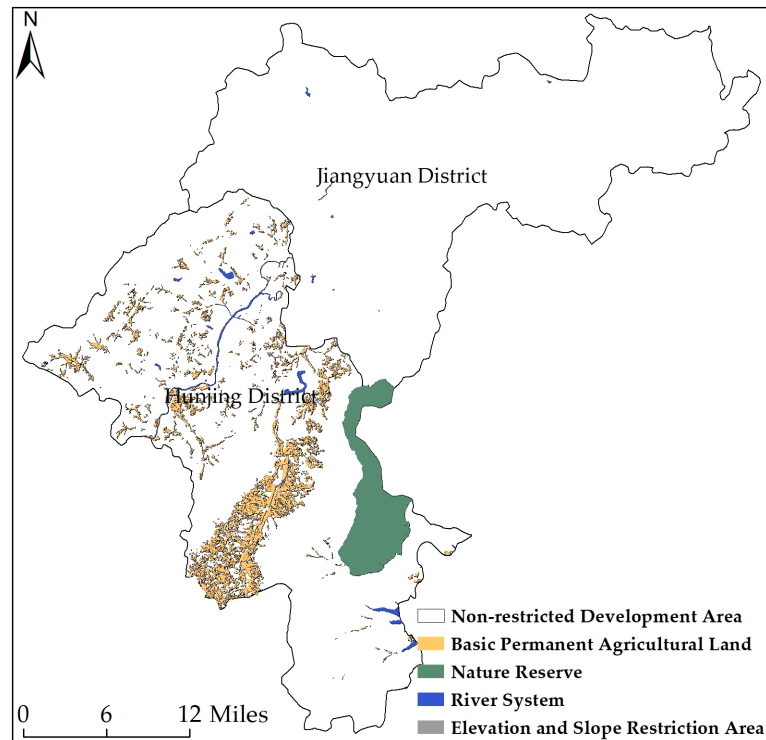 N
Jiangyuan District
Hunjing District
Non-restricted Development Area
Basic Permanent Agricultural Land
Nature Reserve
River System
Elevation and Slope Restriction Area
0 6 12 Miles